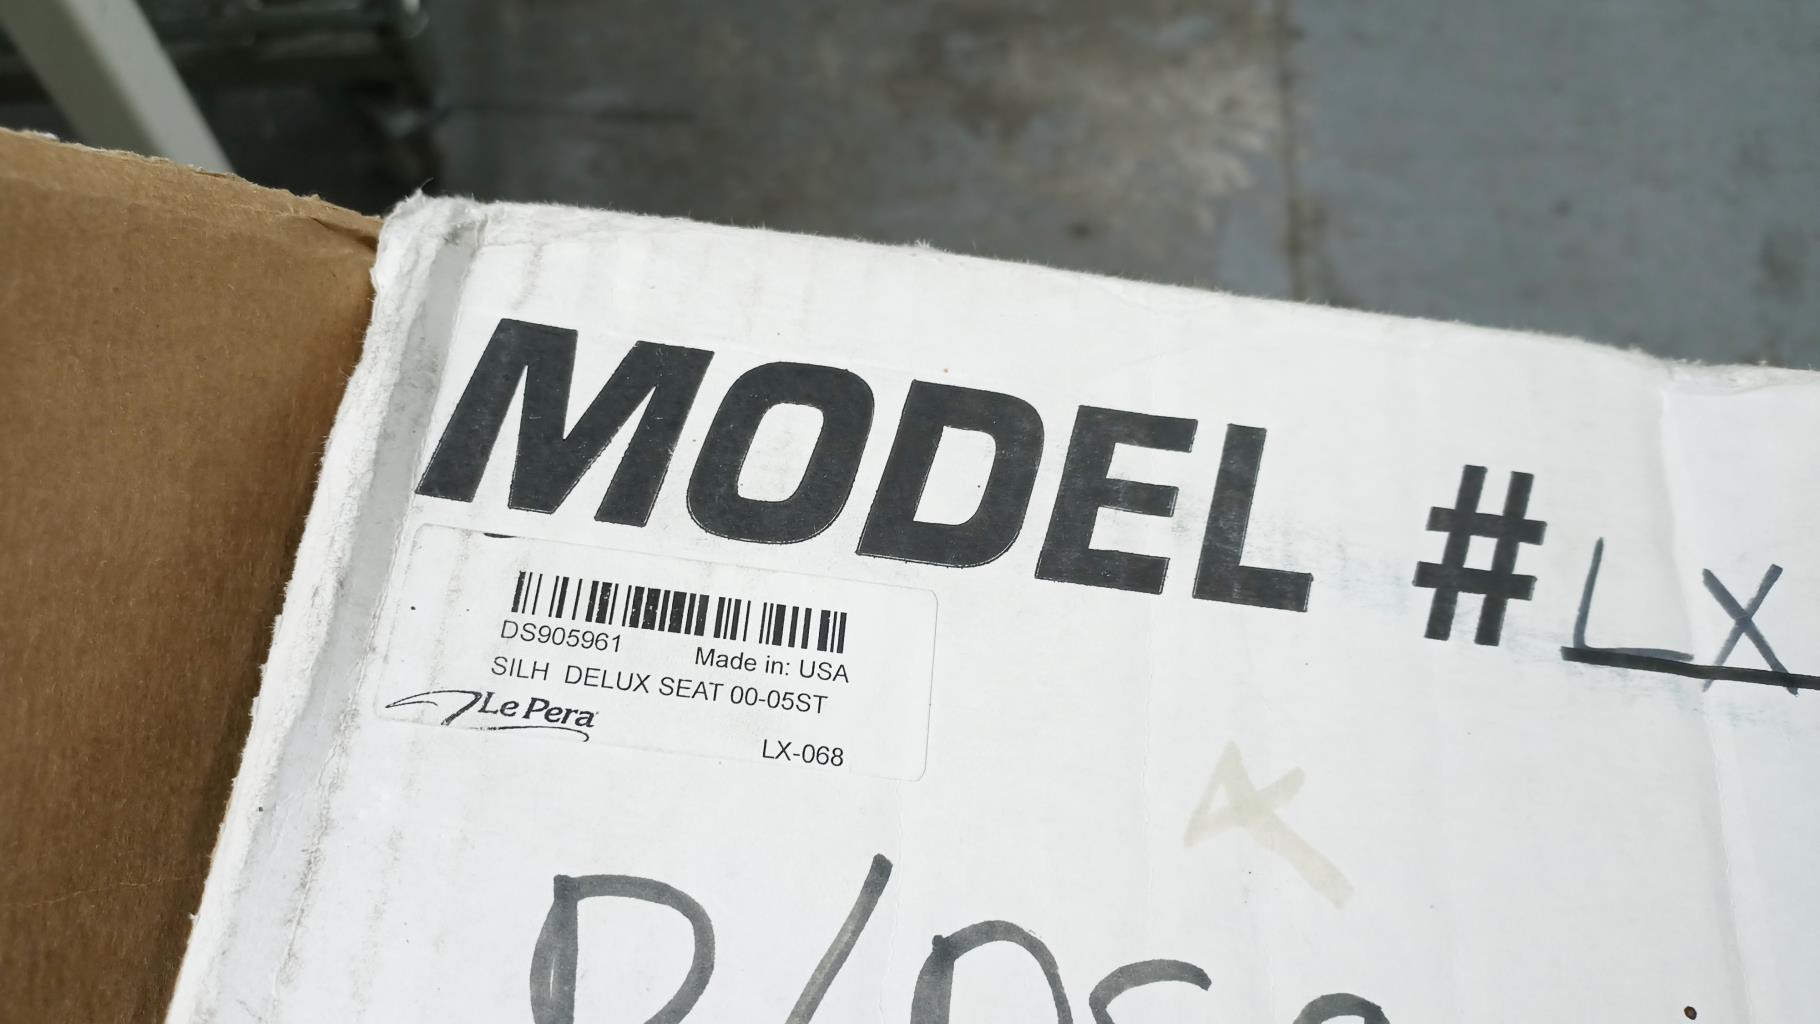 MODEL # LX
DS905961
Made in: USA
SILH DELUX SEAT 00-05ST
Le Pera
LX-068